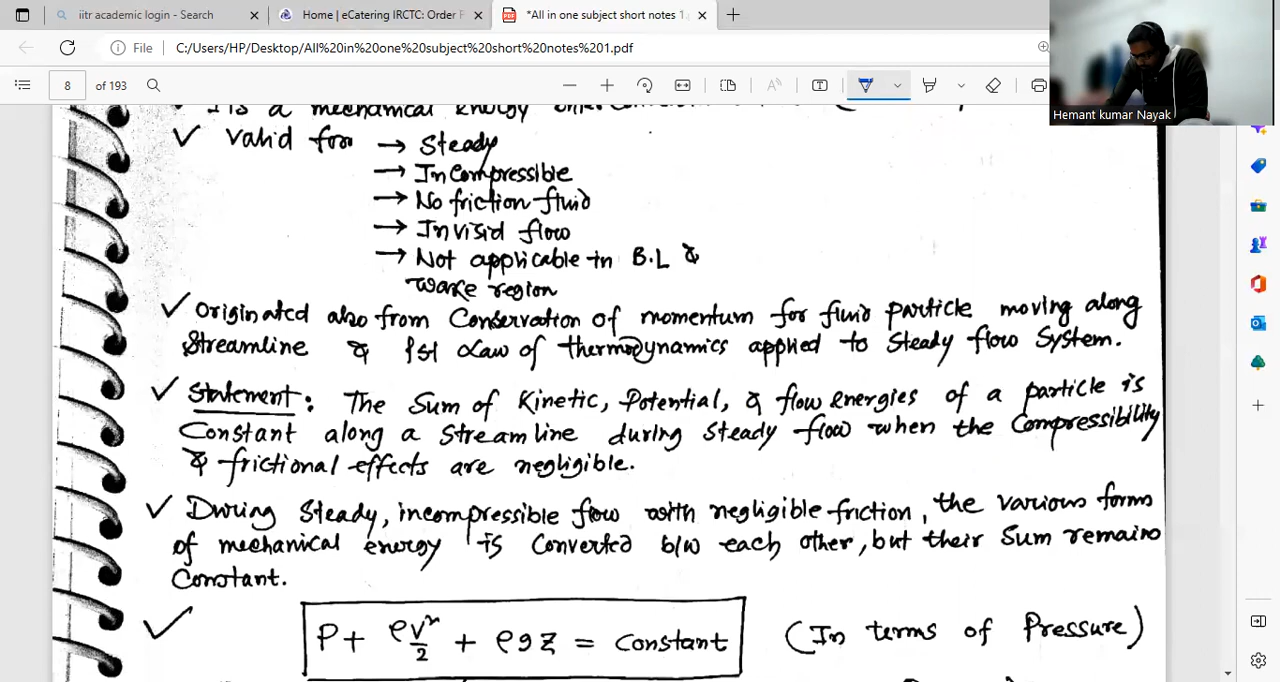 iitr academic login - Search
Home | eCatering IRCTC: Order F
*All in one subject short notes 1.p
File
C:/Users/HP/Desktop/All%20in%20one%20subject%20short%20notes%201.pdf
8 of 193
Hemant kumar Nayak
It is a mechanical Energy
✓ Valid for → Steady
→ Incompressible
→ No friction fluid
→ Invisid flow
→ Not applicable in B.L &
wake region
✓ Originated also from Conservation of momentum for fluid particle moving along
Streamline & Ist Law of thermodynamics applied to Steady flow System.
✓ Statement: The Sum of Kinetic, Potential, & flow energies of a particle is
Constant along a Streamline during Steady flow when the Compressibility
& frictional effects are negligible.
✓ During Steady, incompressible flow with negligible friction, the various forms
of mechanical energy is converted b/w each other, but their Sum remains
Constant.
✓ P + ρv²/2 + ρgz = constant (In terms of Pressure)